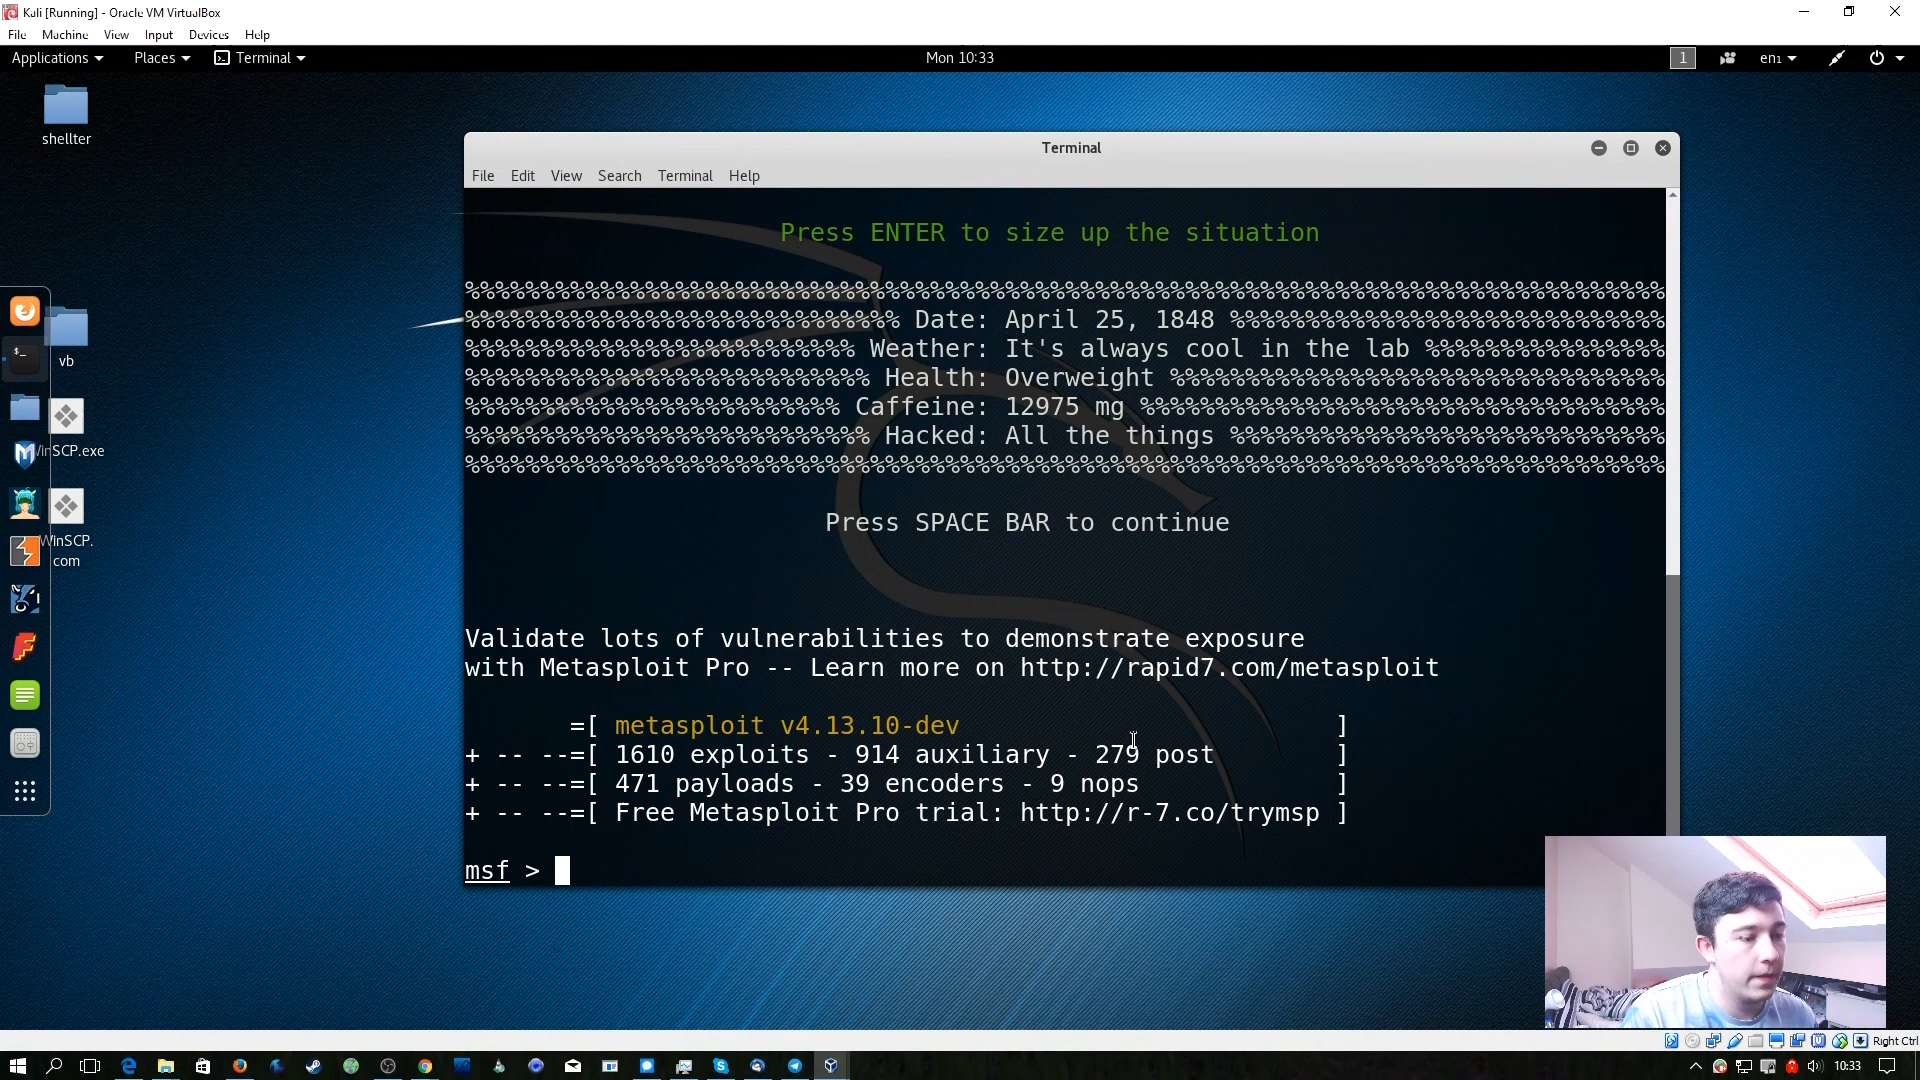 Kali [Running] - Oracle VM VirtualBox
File Machine View Input Devices Help
Applications Places Terminal Mon 10:33 1 en1
shellter
Terminal
File Edit View Search Terminal Help
Press ENTER to size up the situation
%%%%%%%%%%%%%%%%%%%%%%%%%%%%%%%%%%%%%%%%%%%%%%%%%%%%%%%%%%%%%%%%%%%%%%%%%%%%%%%%%%
%%%%%%%%%%%%%%%%%%%%%%%%%%%%% Date: April 25, 1848 %%%%%%%%%%%%%%%%%%%%%%%%%%%%%
%%%%%%%%%%%%%%%%%%%%%%%%%% Weather: It's always cool in the lab %%%%%%%%%%%%%%%%
%%%%%%%%%%%%%%%%%%%%%%%%%%% Health: Overweight %%%%%%%%%%%%%%%%%%%%%%%%%%%%%%%%%
%%%%%%%%%%%%%%%%%%%%%%%%% Caffeine: 12975 mg %%%%%%%%%%%%%%%%%%%%%%%%%%%%%%%%%%%
%%%%%%%%%%%%%%%%%%%%%%%%%%% Hacked: All the things %%%%%%%%%%%%%%%%%%%%%%%%%%%%%
%%%%%%%%%%%%%%%%%%%%%%%%%%%%%%%%%%%%%%%%%%%%%%%%%%%%%%%%%%%%%%%%%%%%%%%%%%%%%%%%%%
Press SPACE BAR to continue
Validate lots of vulnerabilities to demonstrate exposure
with Metasploit Pro -- Learn more on http://rapid7.com/metasploit
=[ metasploit v4.13.10-dev ]
+ -- --=[ 1610 exploits - 914 auxiliary - 279 post ]
+ -- --=[ 471 payloads - 39 encoders - 9 nops ]
+ -- --=[ Free Metasploit Pro trial: http://r-7.co/trymsp ]
msf >
vb
inSCP.exe
WinSCP.
com
Right Ctrl
10:33